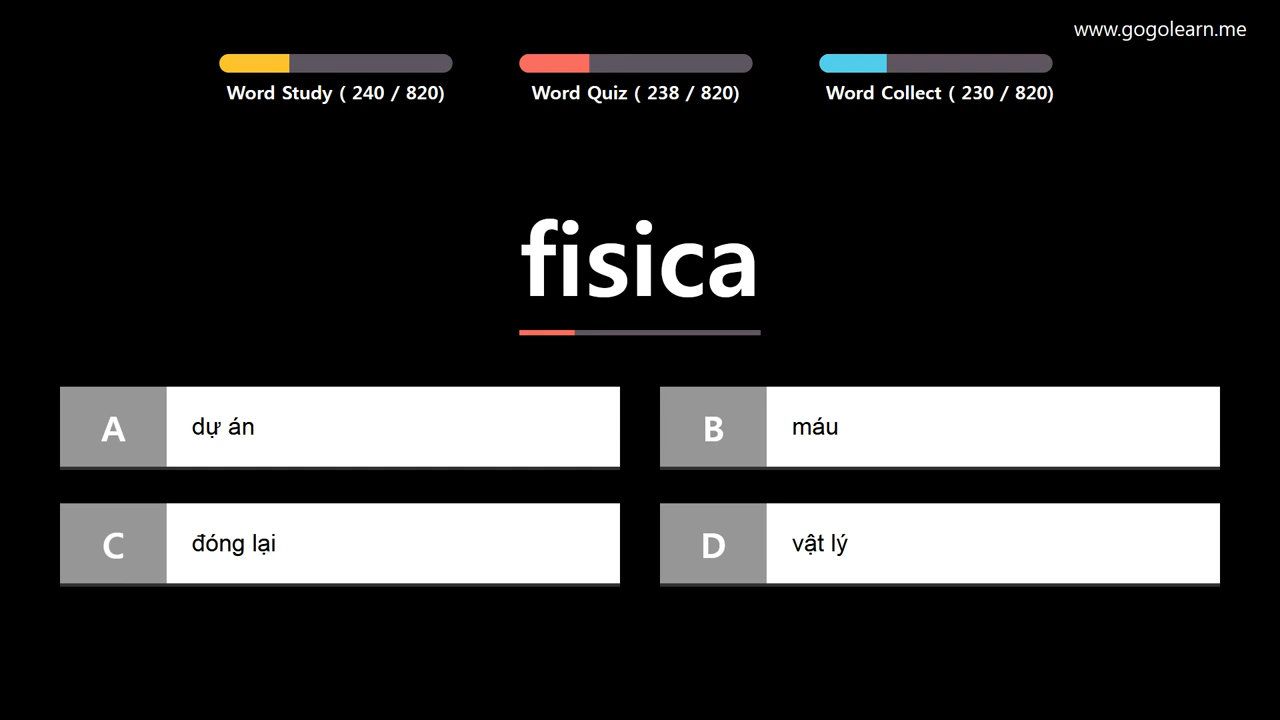 www.gogolearn.me
Word Study ( 240 / 820)
Word Quiz ( 238 / 820)
Word Collect ( 230 / 820)
fisica
A
dự án
B
máu
C
đóng lại
D
vật lý